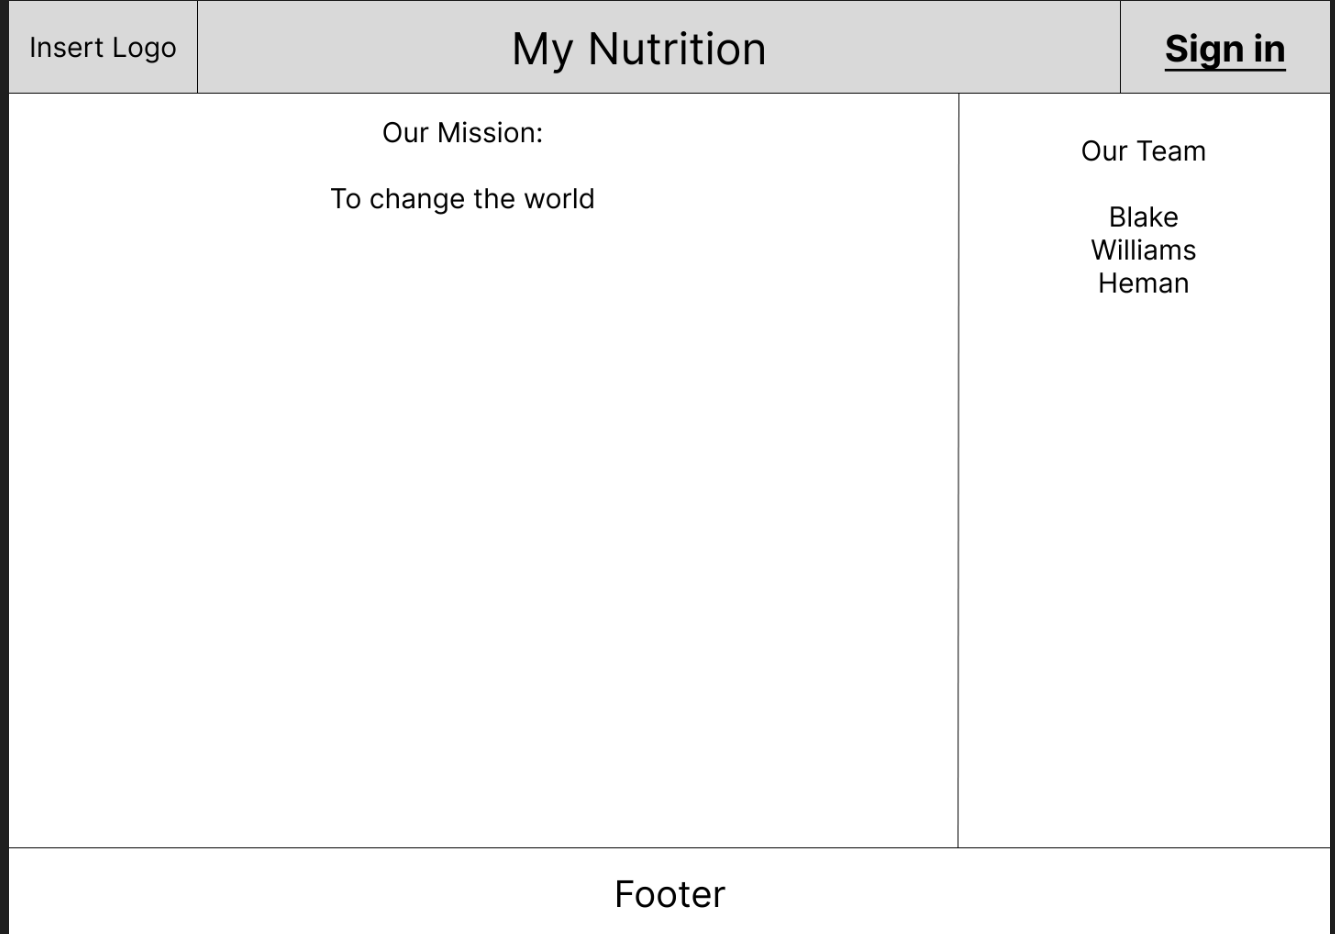 Insert Logo
My Nutrition
Sign in
Our Mission:
To change the world
Our Team
Blake
Williams
Heman
Footer